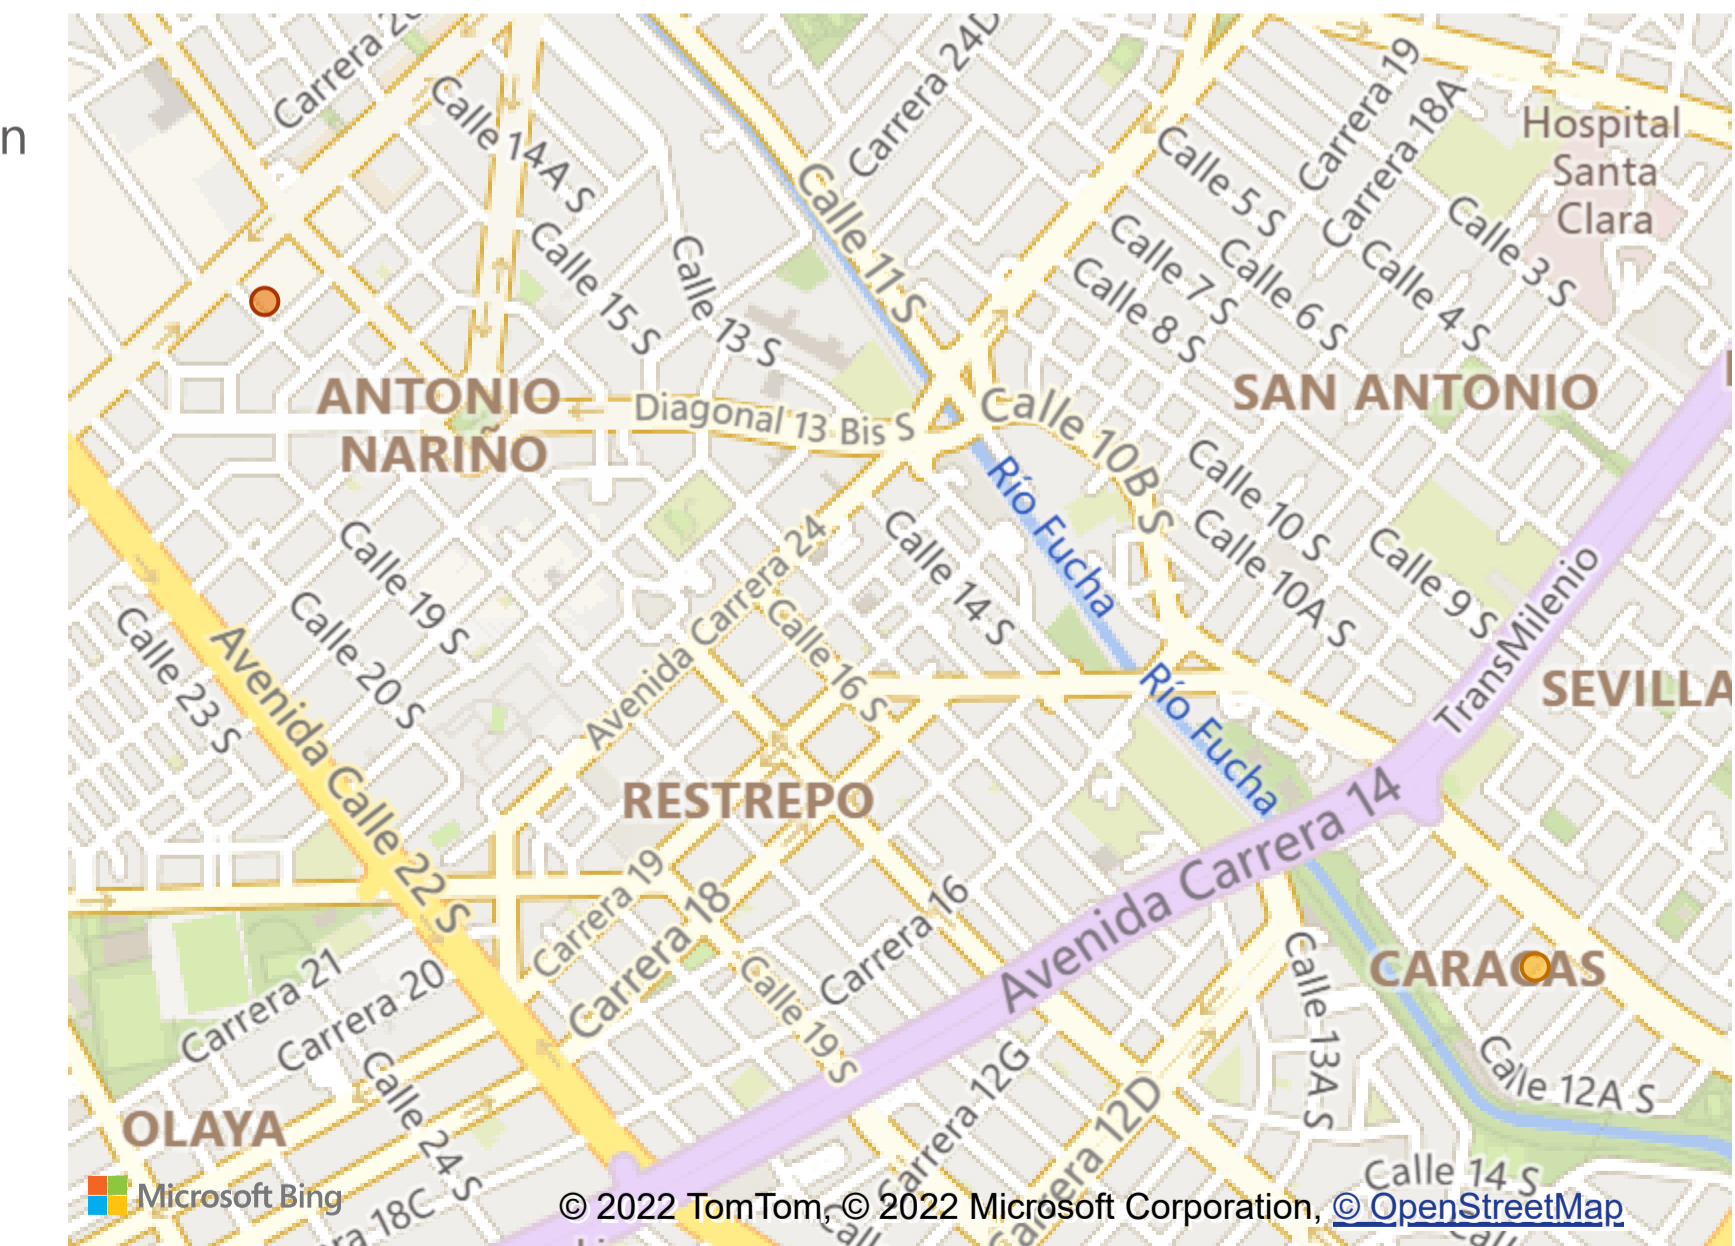 n
Carrera 20
Carrera 24D
Carrera 19
Carrera 18A
Hospital
Santa
Clara
Calle 14A S
Calle 11 S
Calle 5 S
Calle 3 S
Calle 15 S
Calle 13 S
Calle 7 S
Calle 6 S
Calle 4 S
Calle 8 S
ANTONIO
NARIÑO
Diagonal 13 Bis S
Calle 10B S
SAN ANTONIO
Río Fucha
Calle 10 S
Calle 19 S
Avenida Carrera 24
Calle 14 S
Calle 10A S
Calle 9 S
TransMilenio
Calle 20 S
Calle 23 S
Calle 16 S
Avenida Calle 22 S
Río Fucha
SEVILLA
RESTREPO
Avenida Carrera 14
Carrera 19
Carrera 18
Carrera 16
Calle 19 S
CARACAS
Calle 13A S
Carrera 21
Carrera 20
Calle 24 S
Carrera 12G
Carrera 12D
Calle 12A S
OLAYA
Calle 14 S
Microsoft Bing
ra 18C
© 2022 TomTom, © 2022 Microsoft Corporation, © OpenStreetMap